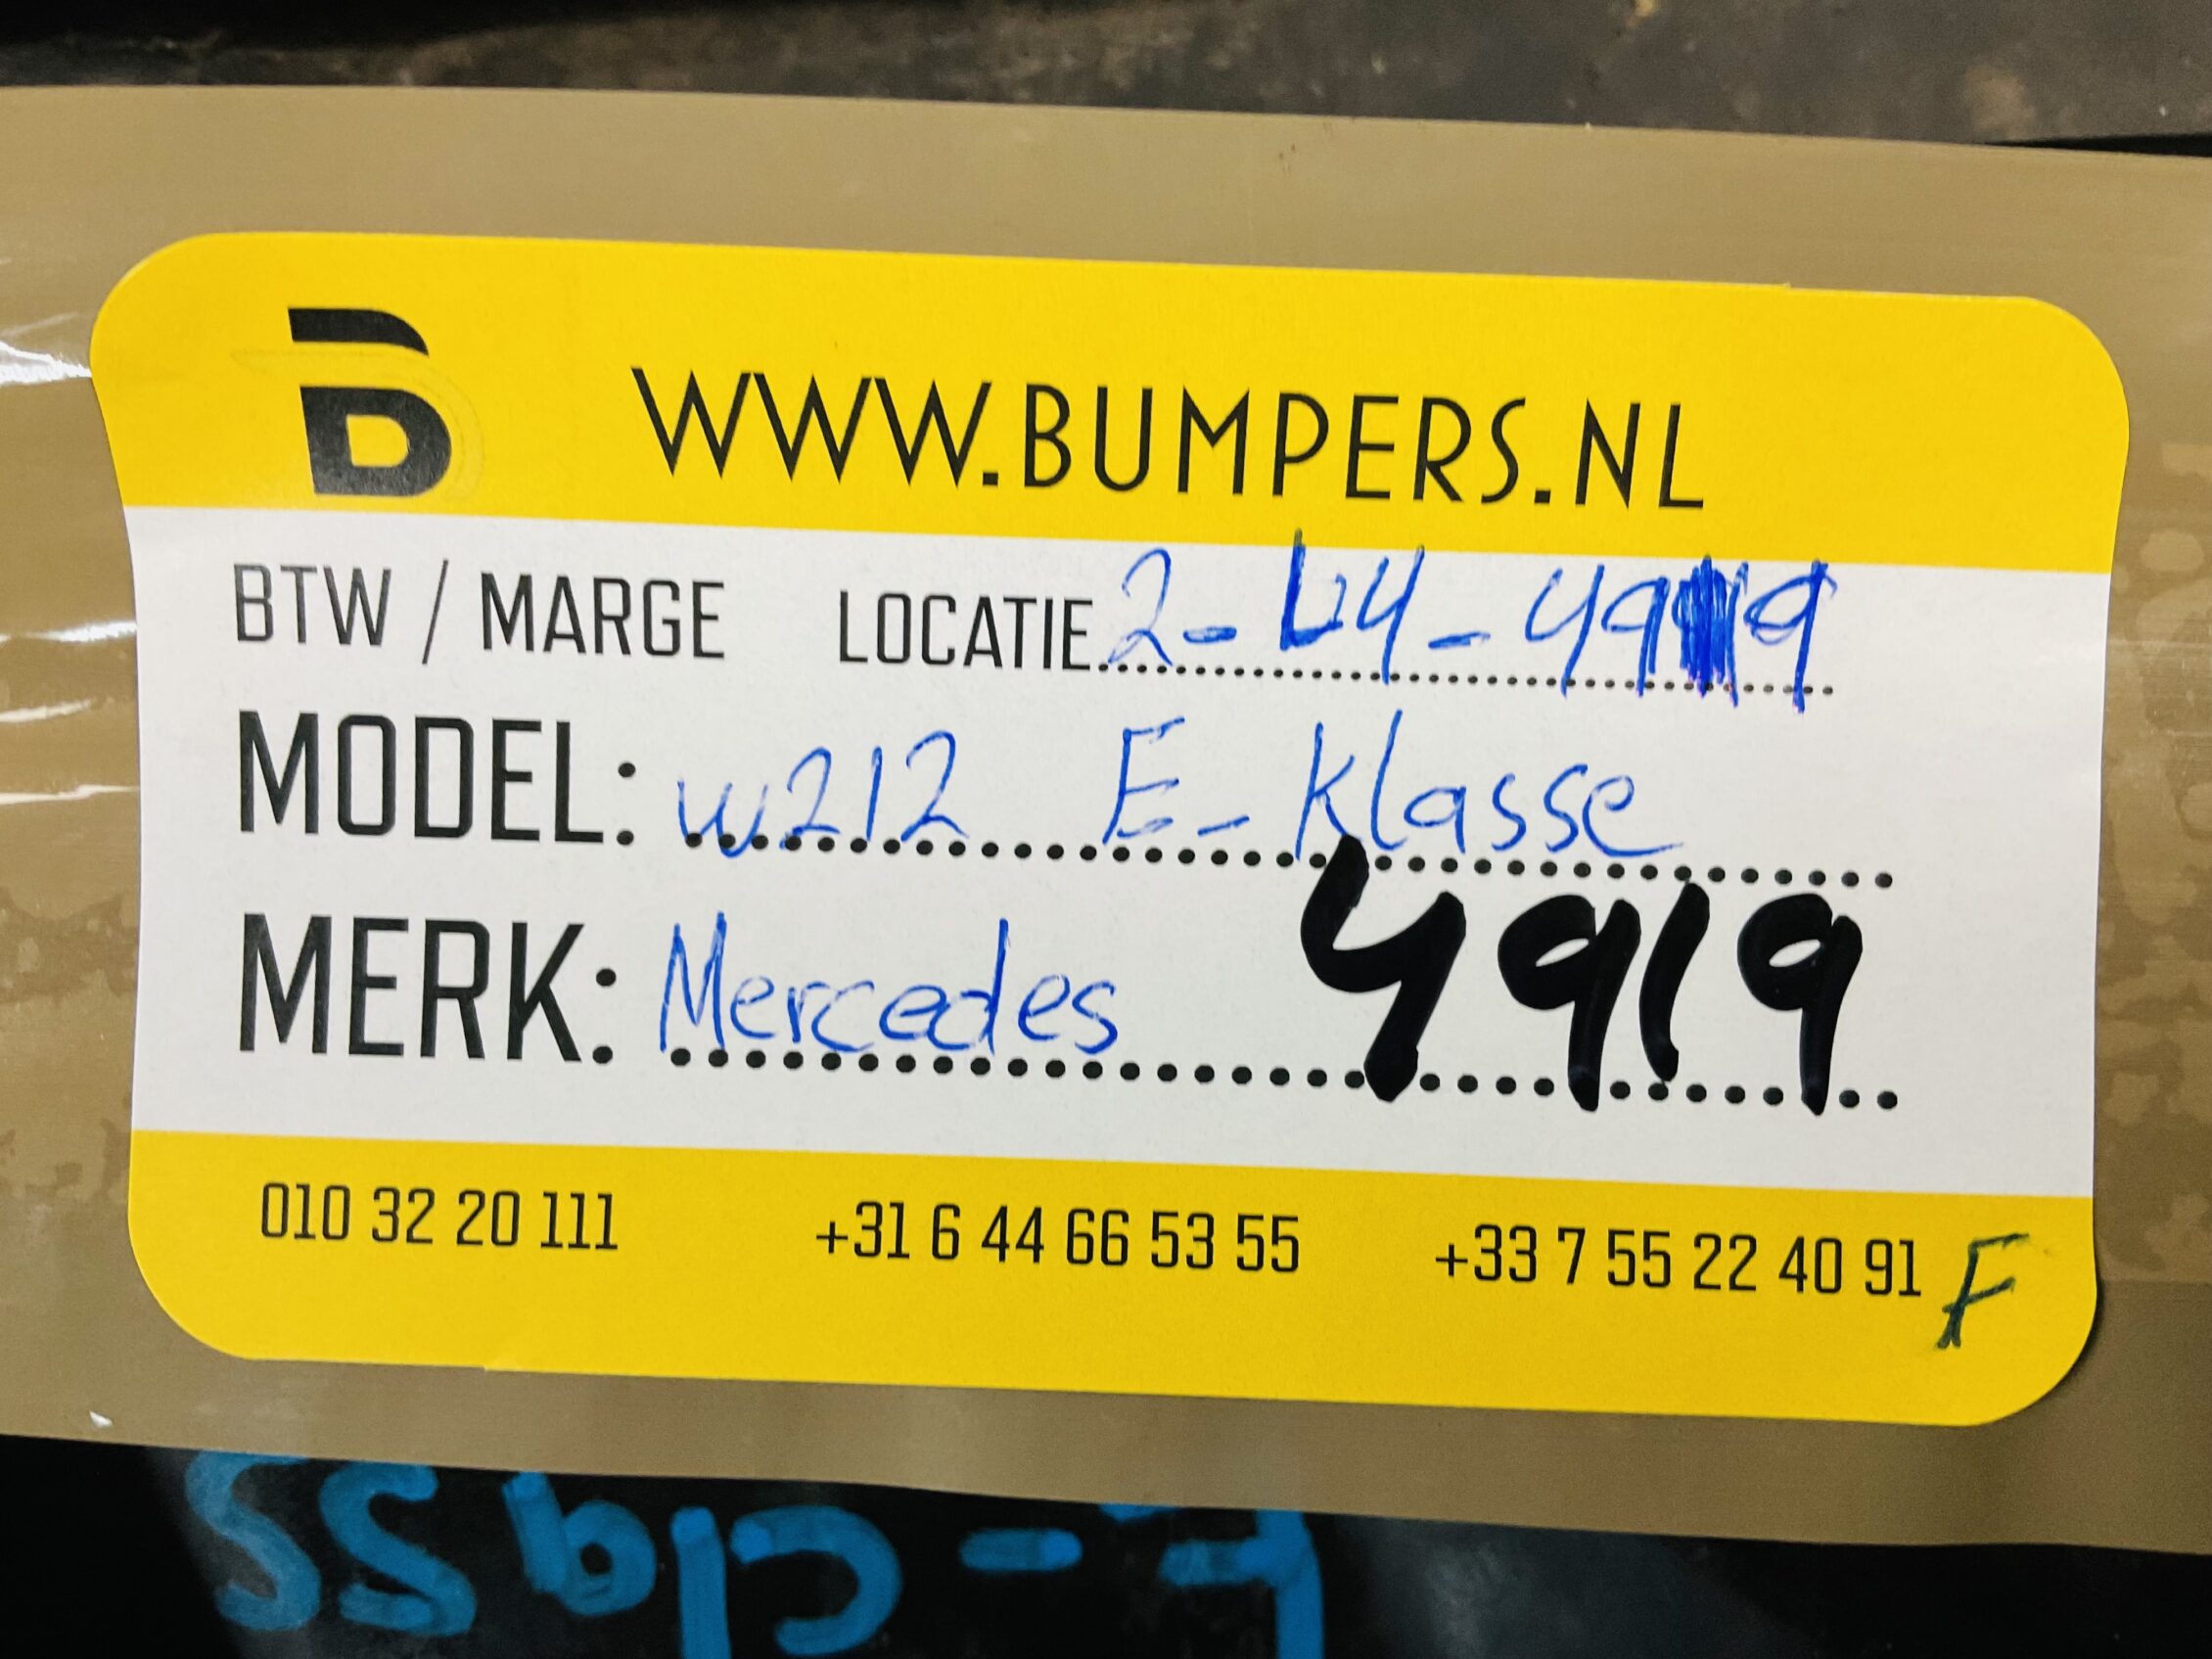 B WWW.BUMPERS.NL
BTW / MARGE LOCATIE 2-L4-4919
MODEL: w212 E-Klasse
MERK: Mercedes 4919
010 32 20 111 +31 6 44 66 53 55 +33 7 55 22 40 91 F
E-class